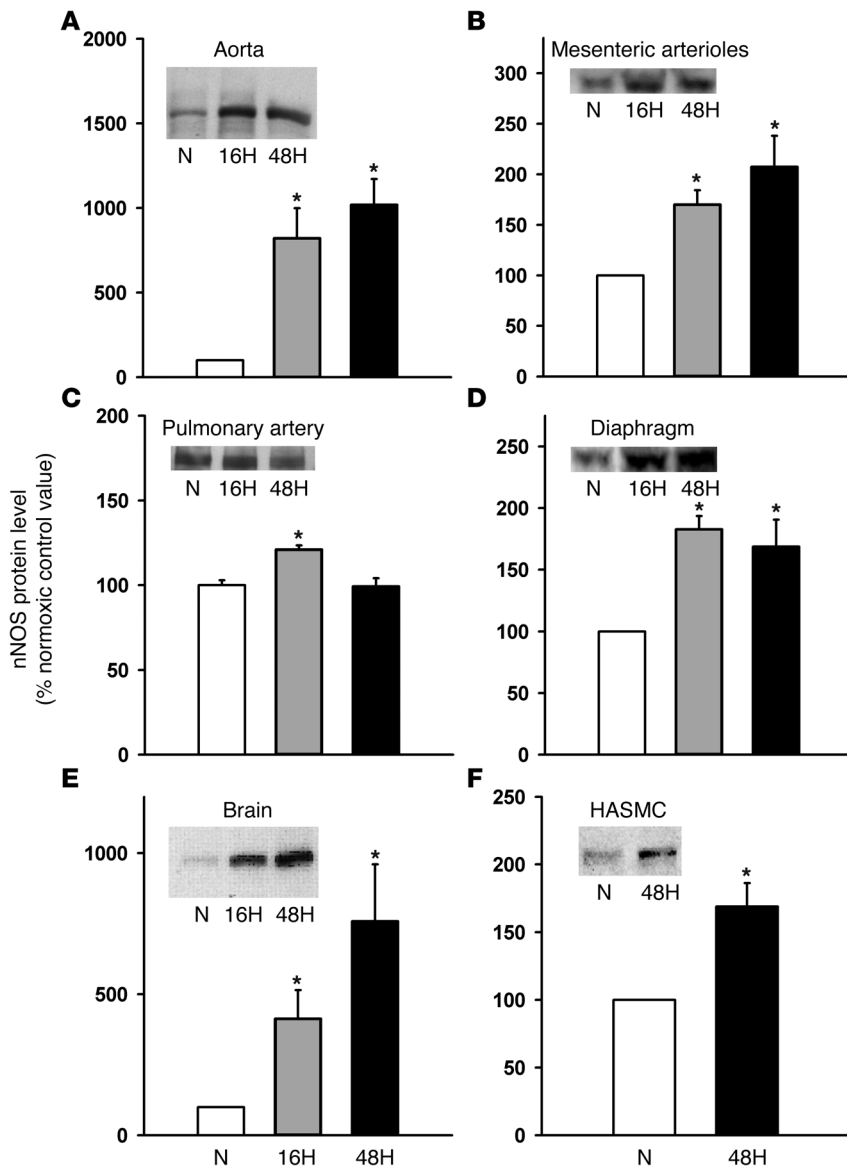 A
Aorta
2000
1500
1000
500
0
N 16H 48H
*
*
B
Mesenteric arterioles
300
250
200
150
100
50
0
N 16H 48H
*
*
C
Pulmonary artery
200
150
100
50
0
N 16H 48H
*
D
Diaphragm
250
200
150
100
50
0
N 16H 48H
*
*
nNOS protein level
(% normoxic control value)
E
Brain
1000
500
0
N 16H 48H
*
*
N 16H 48H
F
HASMC
250
200
150
100
50
0
N 48H
*
N 48H